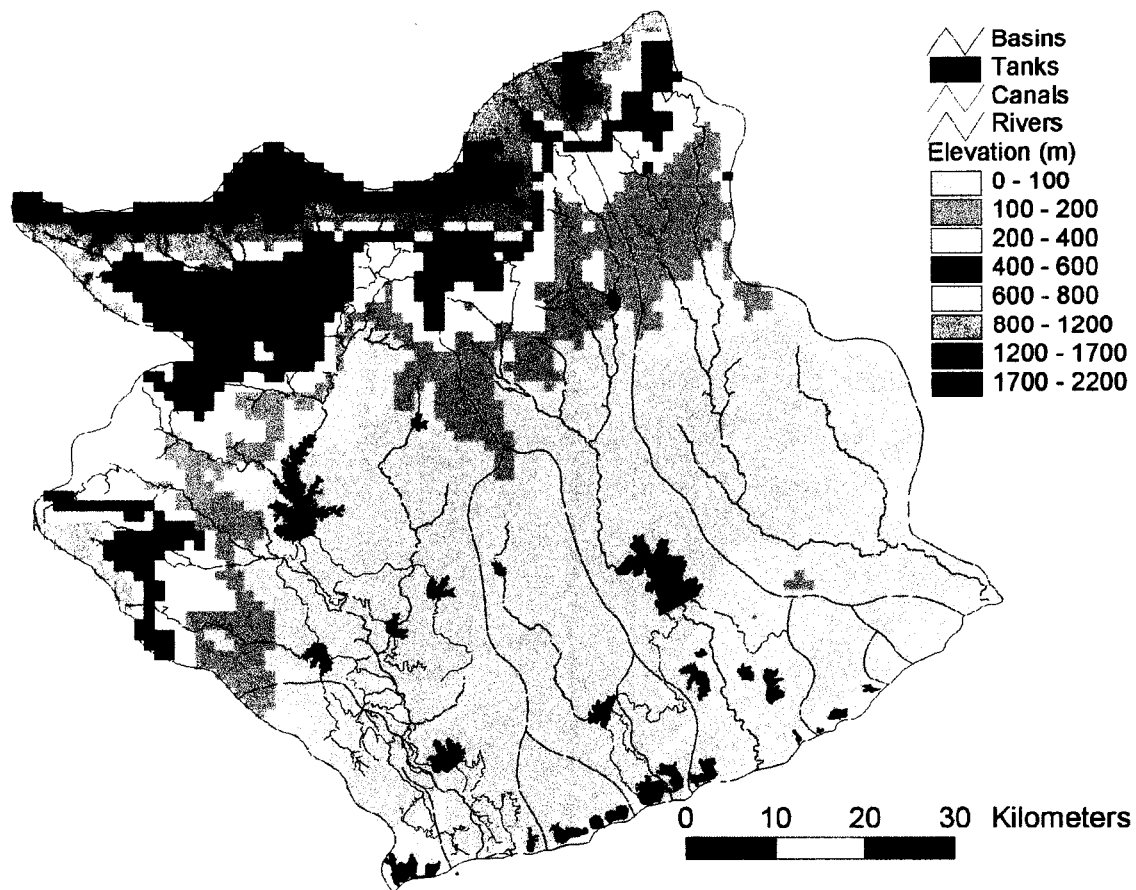 Basins
Tanks
Canals
Rivers
Elevation (m)
0 - 100
100 - 200
200 - 400
400 - 600
600 - 800
800 - 1200
1200 - 1700
1700 - 2200
0 10 20 30 Kilometers